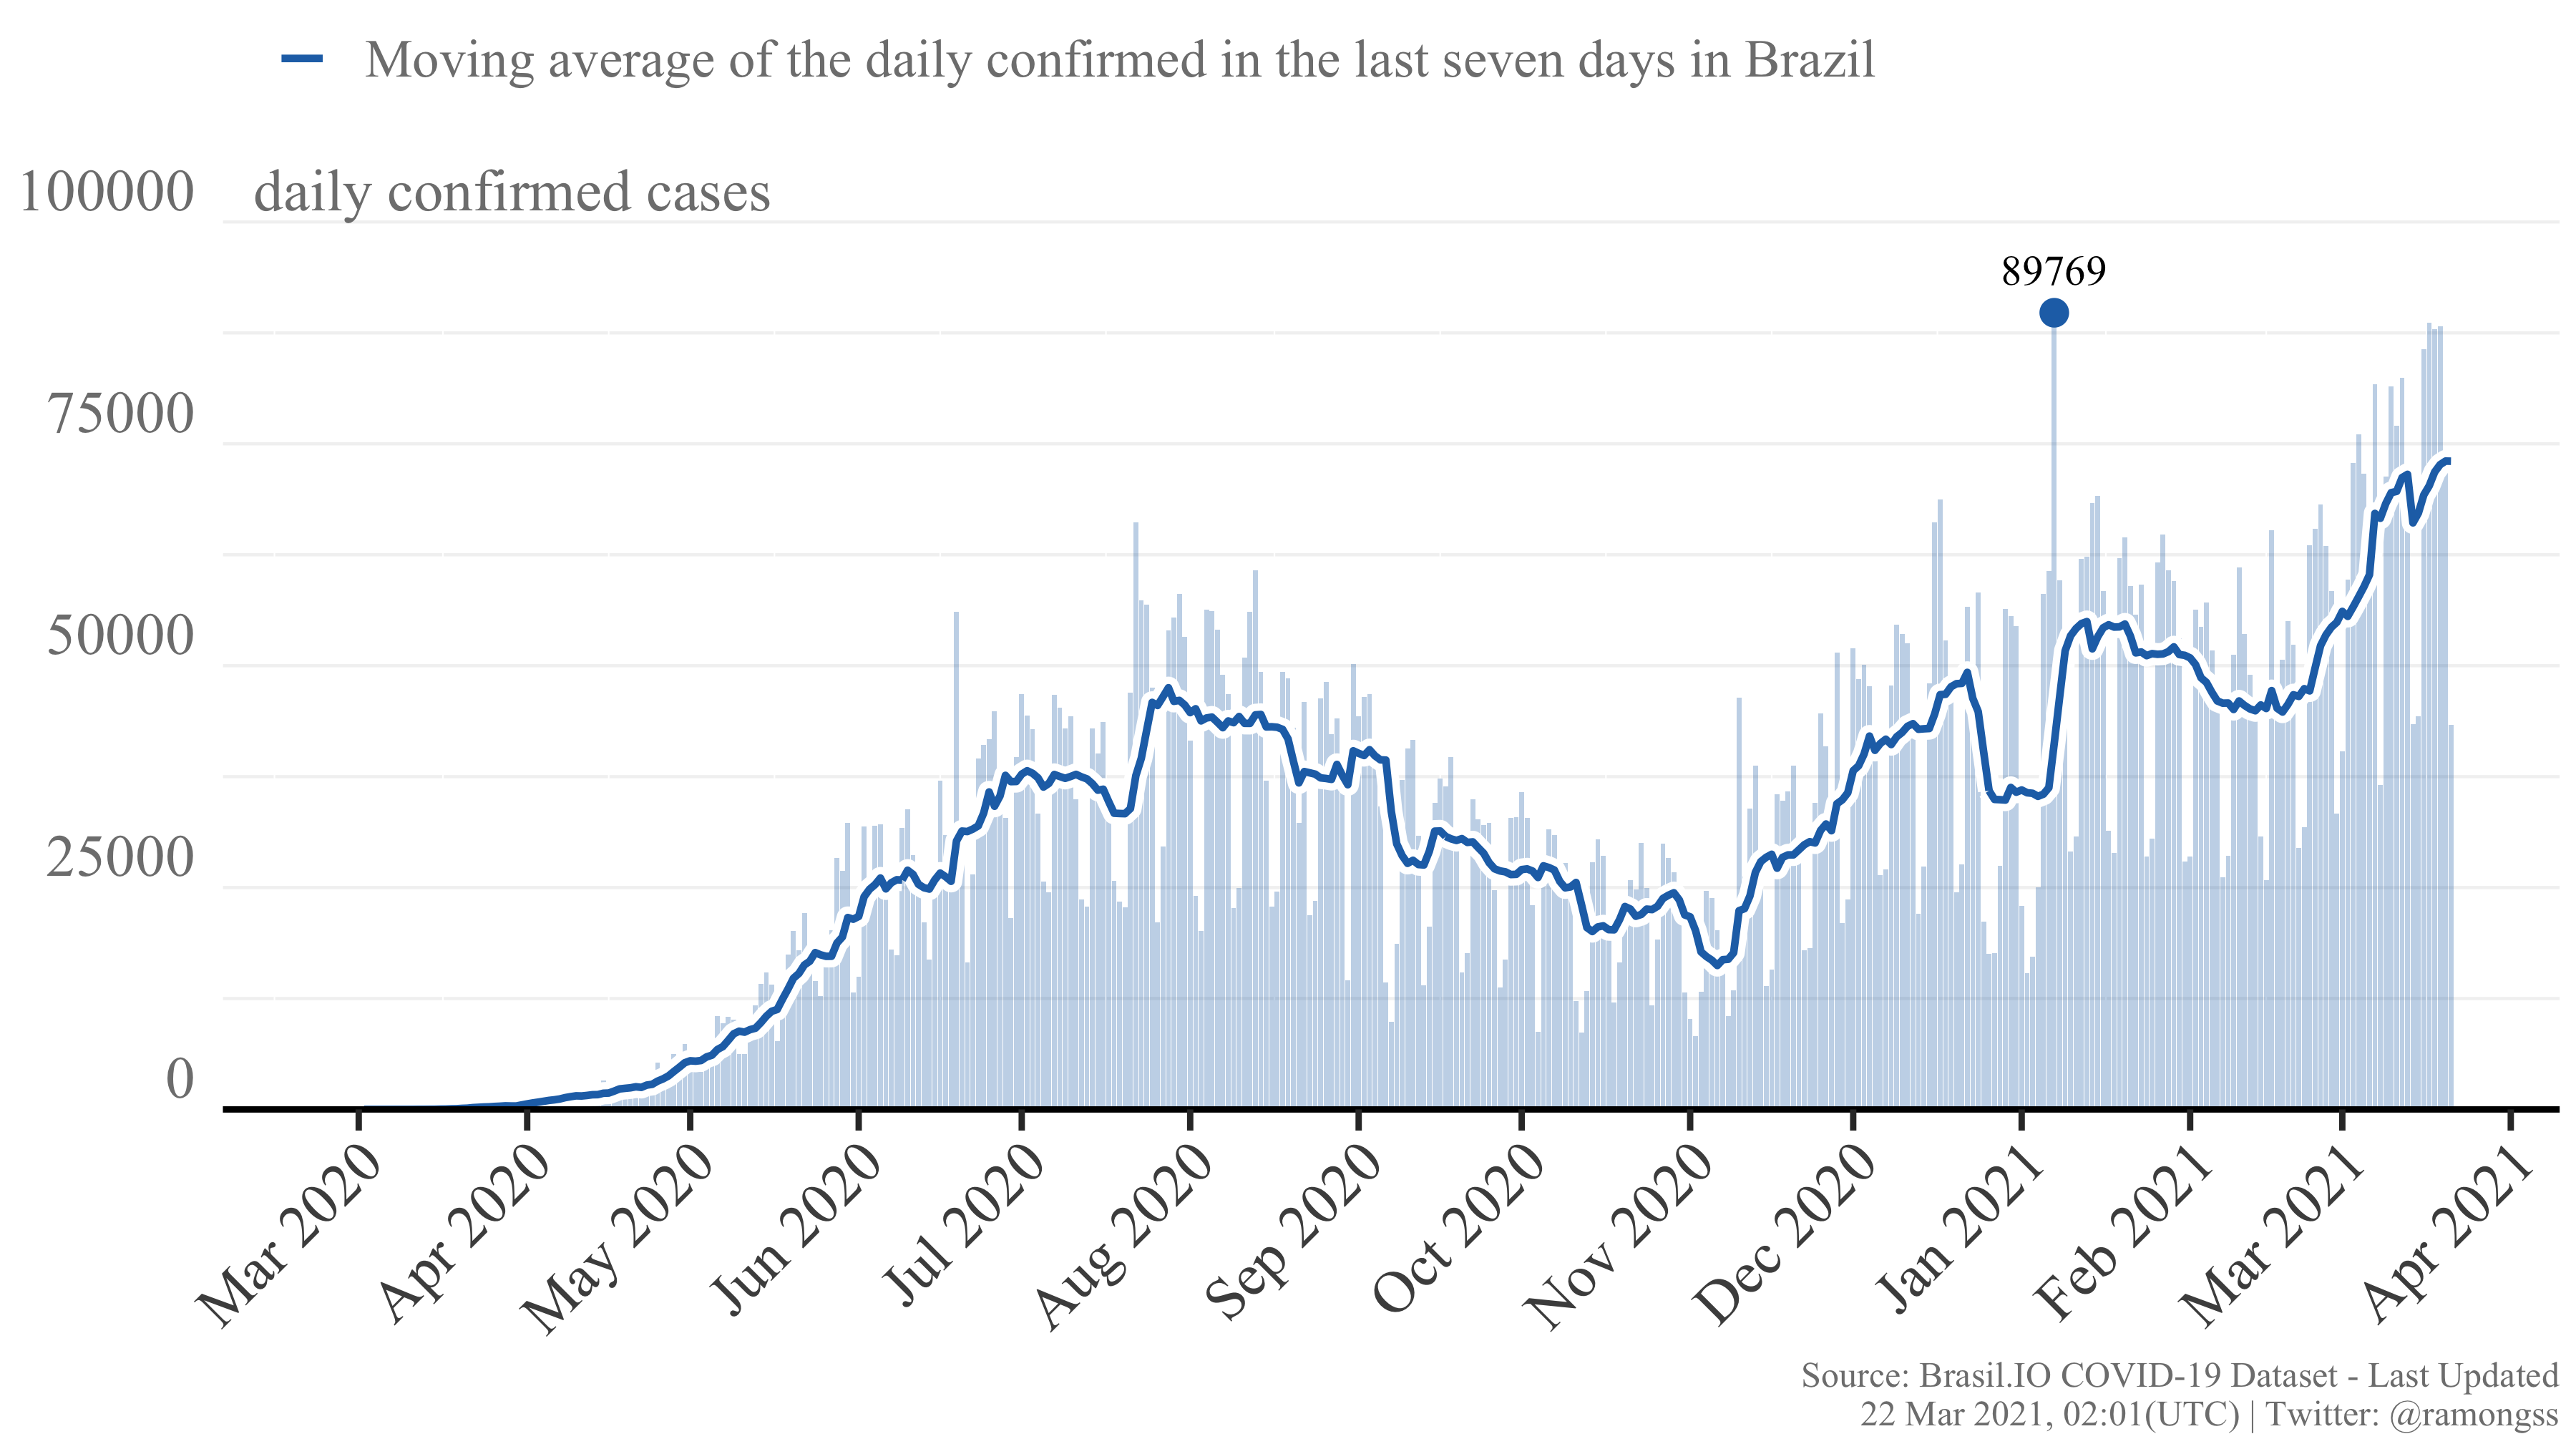 Moving average of the daily confirmed in the last seven days in Brazil
daily confirmed cases
100000
75000
50000
25000
0
89769
Mar 2020
Apr 2020
May 2020
Jun 2020
Jul 2020
Aug 2020
Sep 2020
Oct 2020
Nov 2020
Dec 2020
Jan 2021
Feb 2021
Mar 2021
Apr 2021
Source: Brasil.IO COVID-19 Dataset - Last Updated
22 Mar 2021, 02:01(UTC) | Twitter: @ramongss